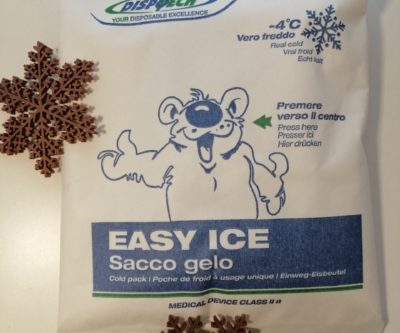 DISPOTECH
YOUR DISPOSABLE EXCELLENCE
-4°C
Vero freddo
Real cold
Vrai froid
Echt kalt
Premere
verso il centro
Press here
Presser ici
Hier drücken
EASY ICE
Sacco gelo
Cold pack | Poche de froid à usage unique | Einweg-Eisbeutel
MEDICAL DEVICE CLASS II a